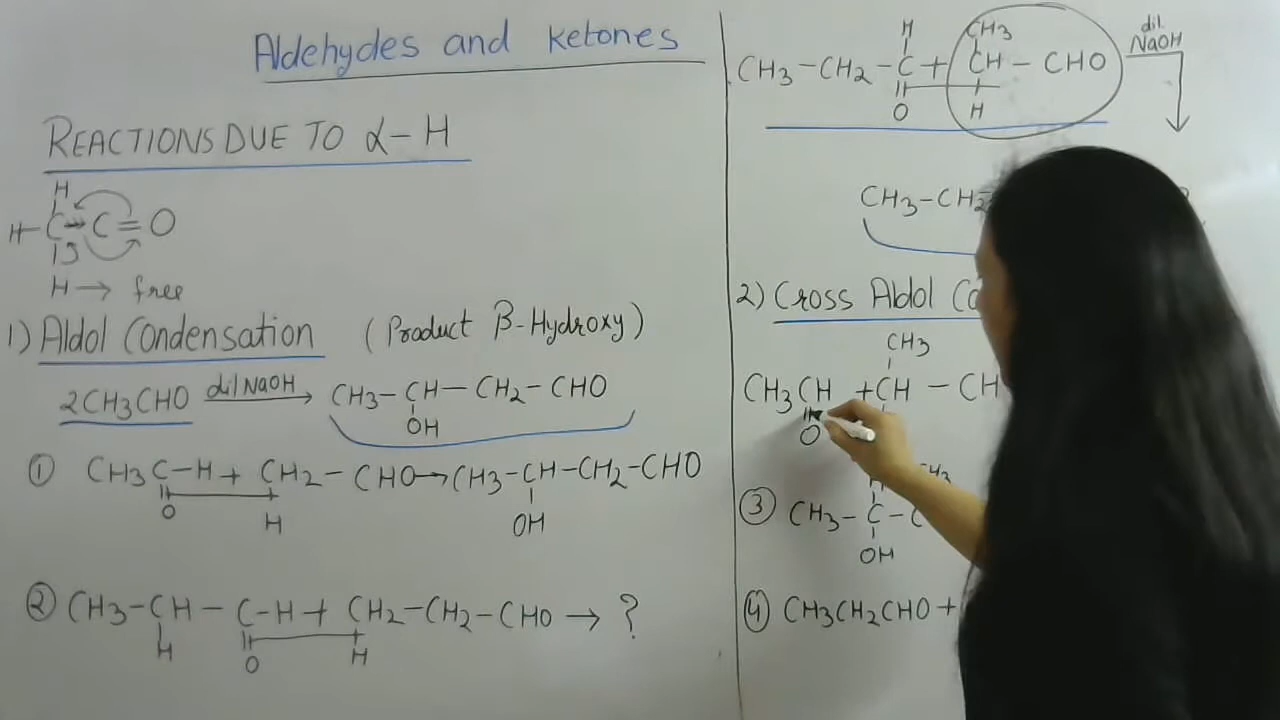 Aldehydes and ketones
REACTIONS DUE TO α-H
H
H-C-C=O
H → free
1) Aldol Condensation (Product β-Hydroxy)
2CH3CHO dil NaOH → CH3-CH-CH2-CHO
OH
① CH3C-H + CH2-CHO → CH3-CH-CH2-CHO
O H OH
② CH3-CH-C-H + CH2-CH2-CHO → ?
H O H
H CH3 dil.
CH3-CH2-C + CH-CHO NaOH
O H
CH3-CH2
2) Cross Aldol
CH3
CH3CH + CH-CH
O
H
③ CH3-C-
OH
④ CH3CH2CHO +